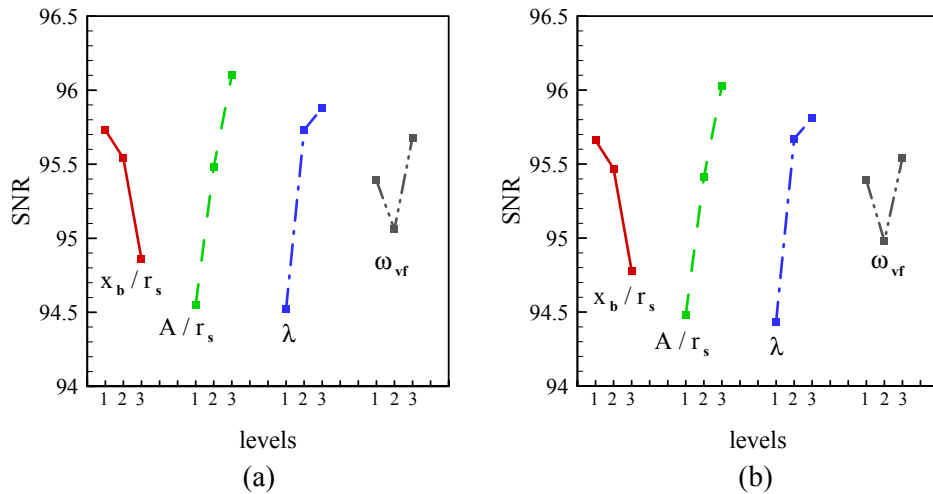 96.5
96
95.5
95
94.5
94
SNR
x_b / r_s
A / r_s
λ
ω_vf
1 2 3 1 2 3 1 2 3 1 2 3
levels
(a)
96.5
96
95.5
95
94.5
94
SNR
x_b / r_s
A / r_s
λ
ω_vf
1 2 3 1 2 3 1 2 3 1 2 3
levels
(b)